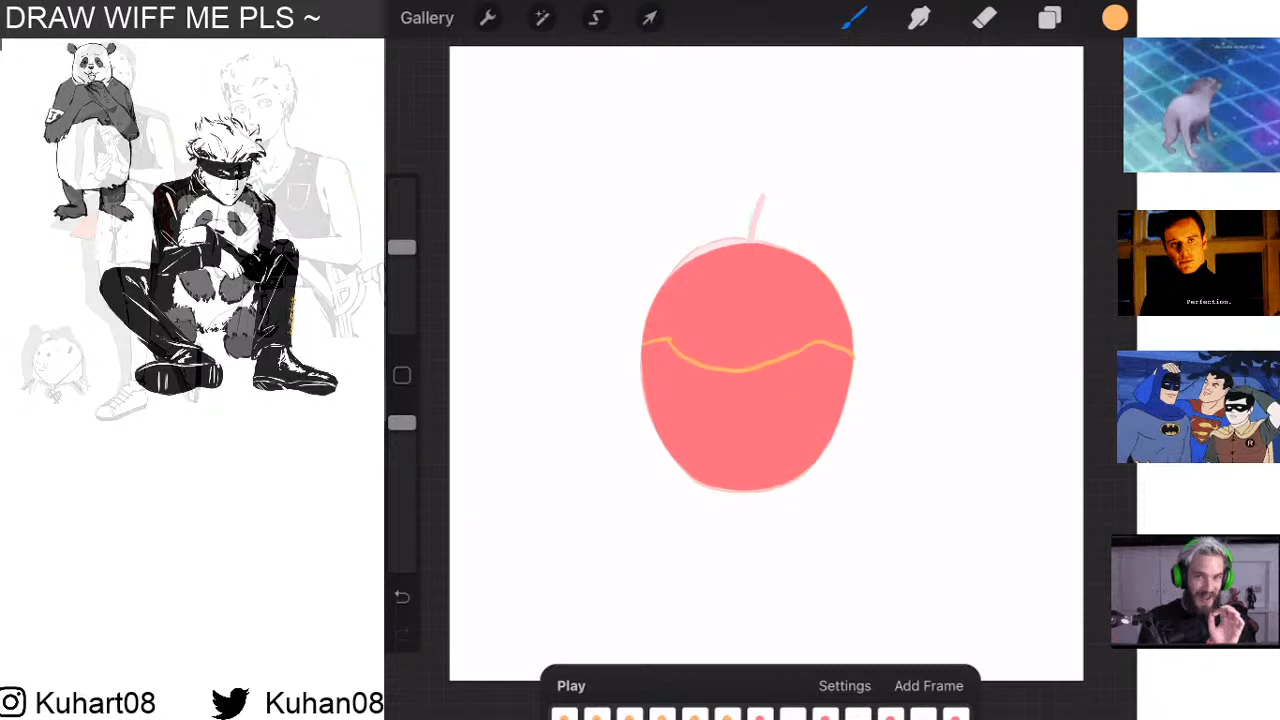 DRAW WIFF ME PLS ~
Gallery
Perfection.
Play
Settings
Add Frame
Kuhart08
Kuhan08